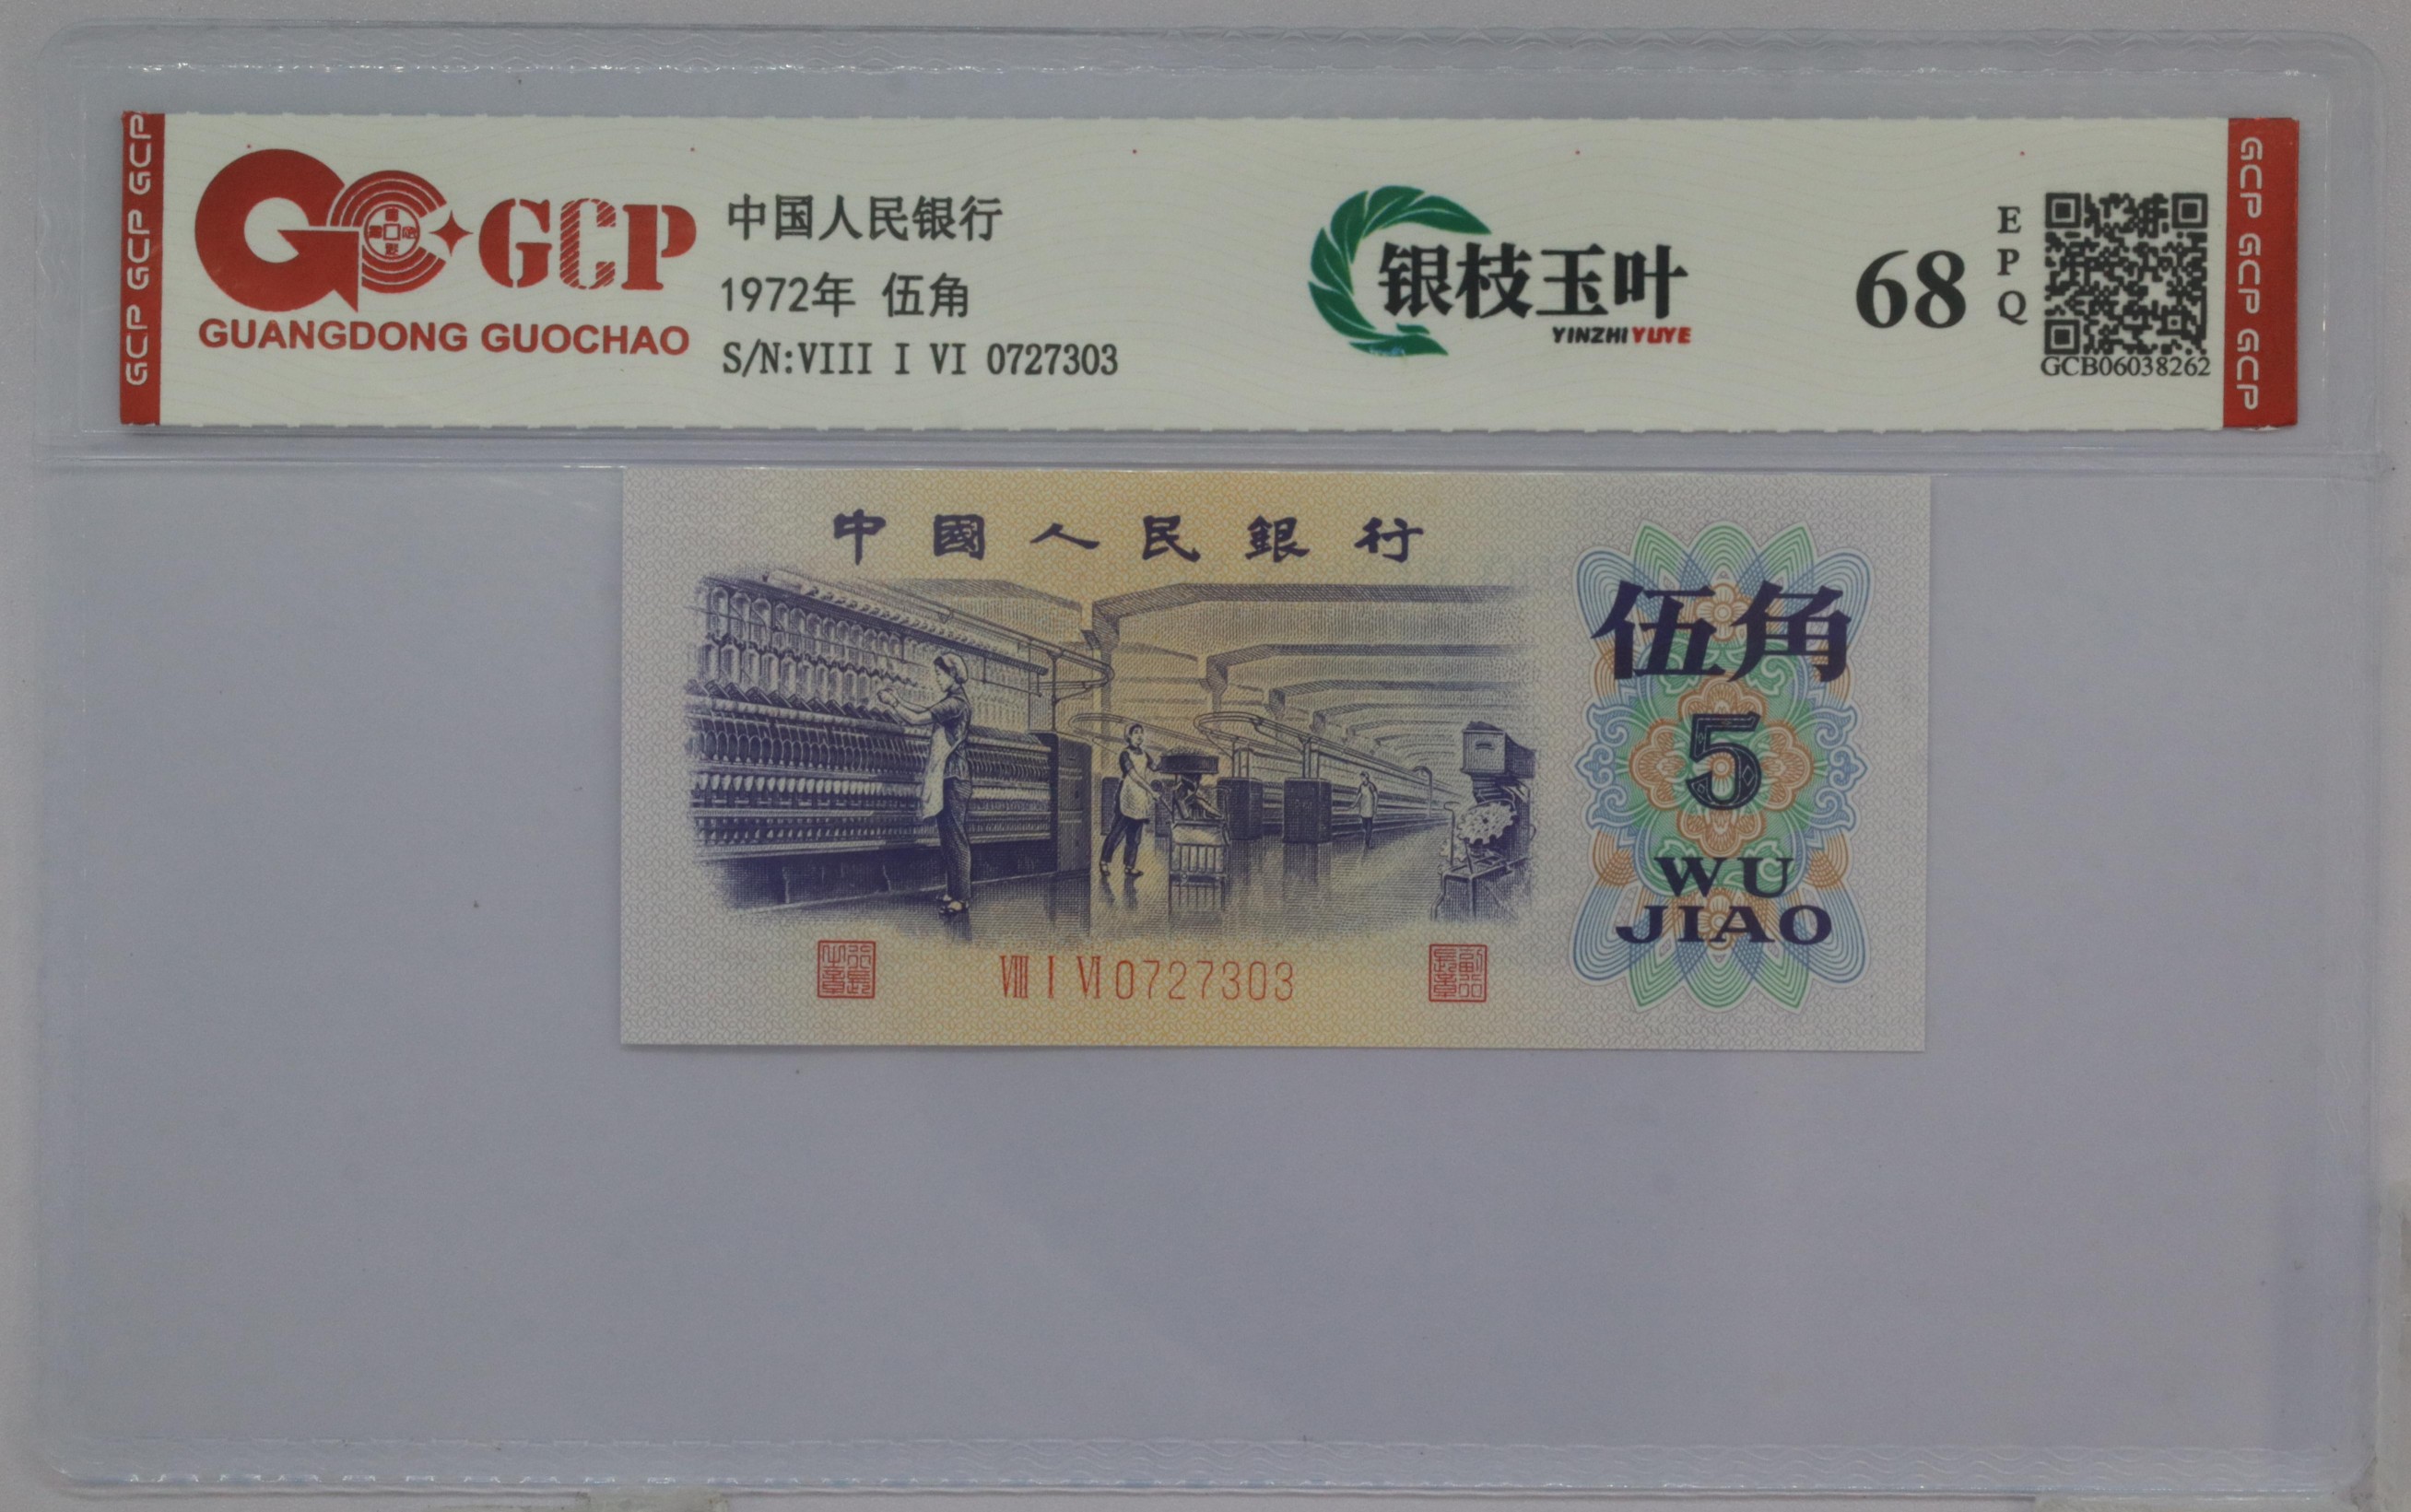 GCP GCP GCP
GCP
GUANGDONG GUOCHAO
中国人民银行
1972年 伍角
S/N:VIII I VI 0727303
银枝玉叶
YINZHI YUYE
68
EPQ
GCB06038262
GCP GCP GCP
中國人民銀行
伍角
5
WU
JIAO
VIII I VI 0727303